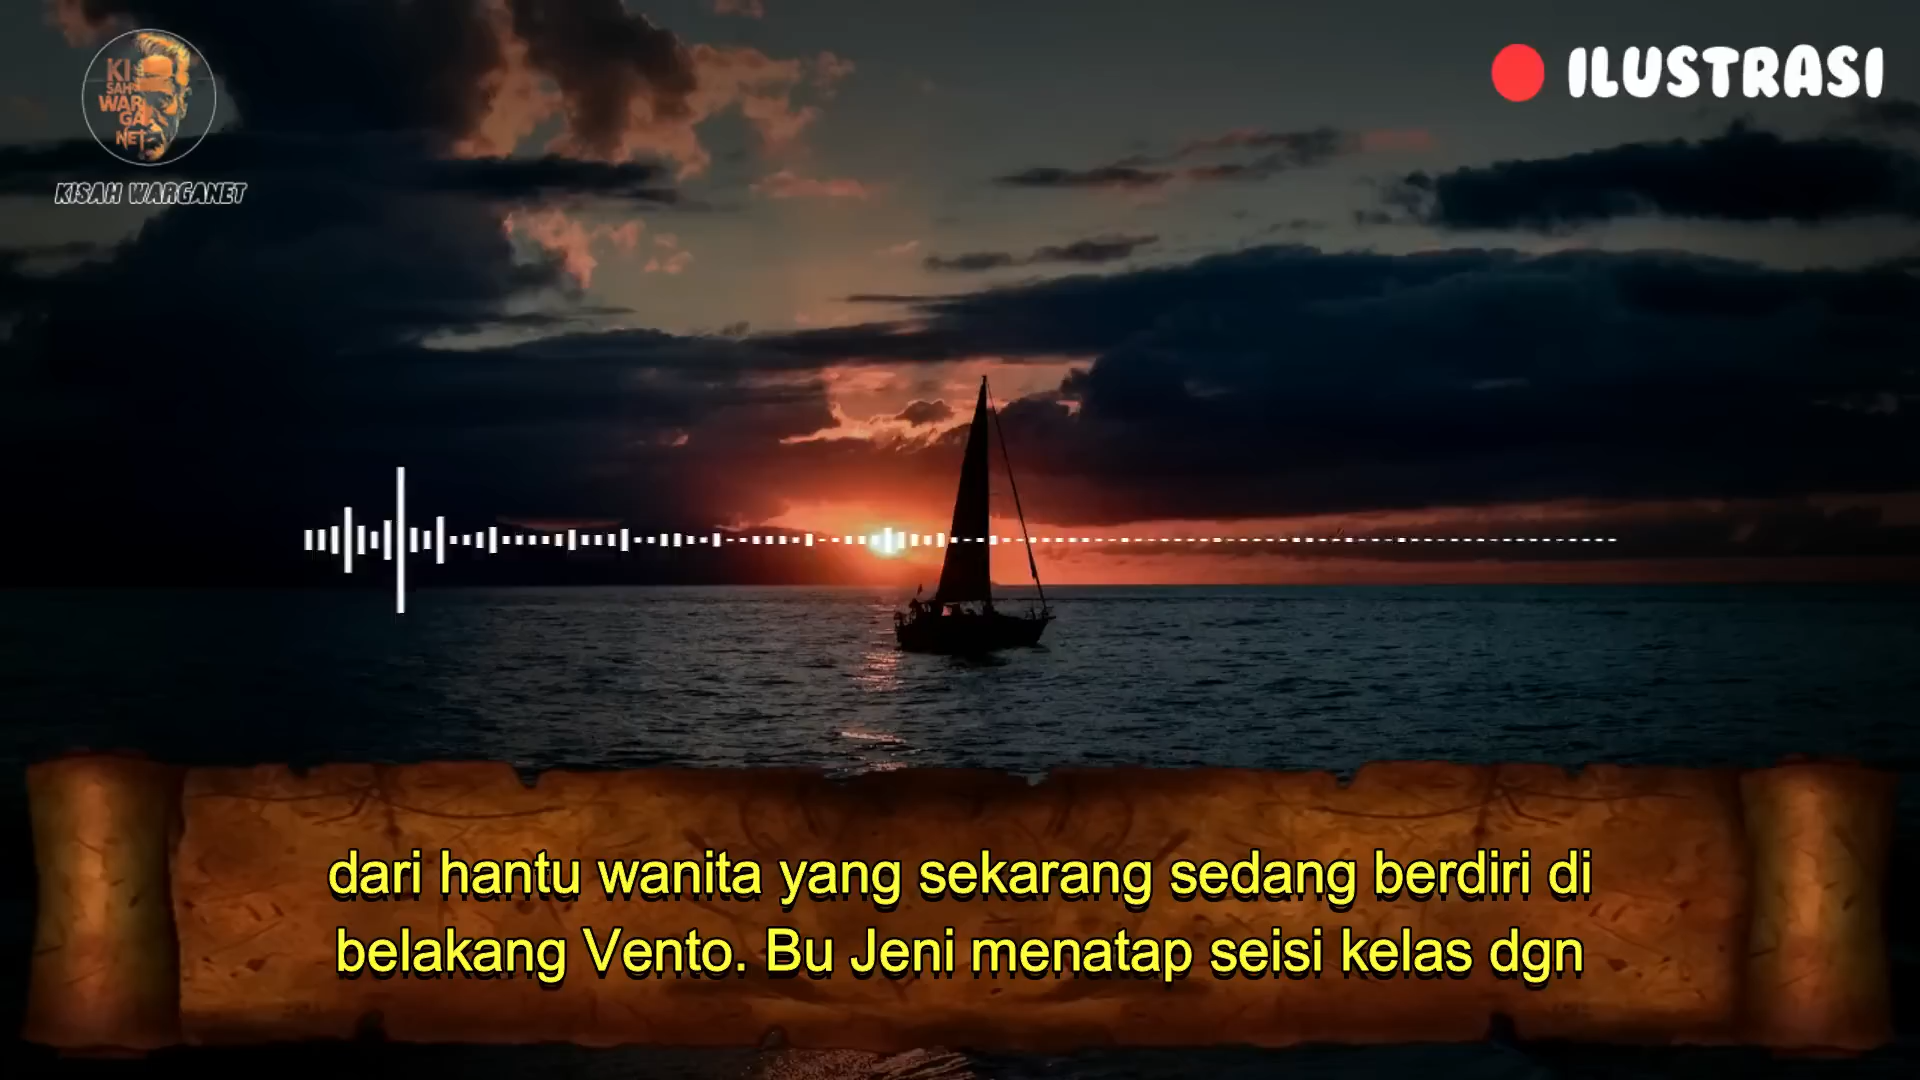 KI
SAH
WAR
GA
NET
KISAH WARGANET
ILUSTRASI
dari hantu wanita yang sekarang sedang berdiri di
belakang Vento. Bu Jeni menatap seisi kelas dgn